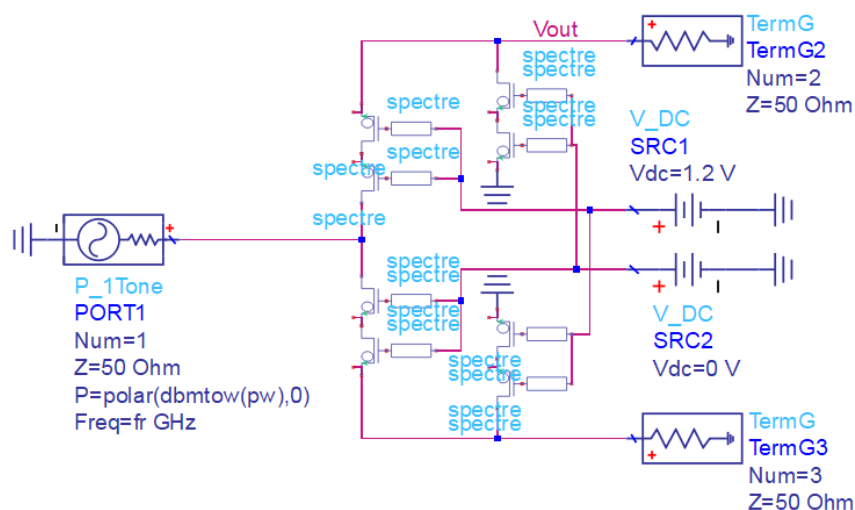 Vout
spectre
spectre
spectre
spectre
spectre
spectre
spectre
spectre
spectre
TermG
TermG2
Num=2
Z=50 Ohm
V_DC
SRC1
Vdc=1.2 V
P_1Tone
PORT1
Num=1
Z=50 Ohm
P=polar(dbmtow(pw),0)
Freq=fr GHz
spectre
spectre
spectre
spectre
spectre
spectre
spectre
spectre
V_DC
SRC2
Vdc=0 V
TermG
TermG3
Num=3
Z=50 Ohm